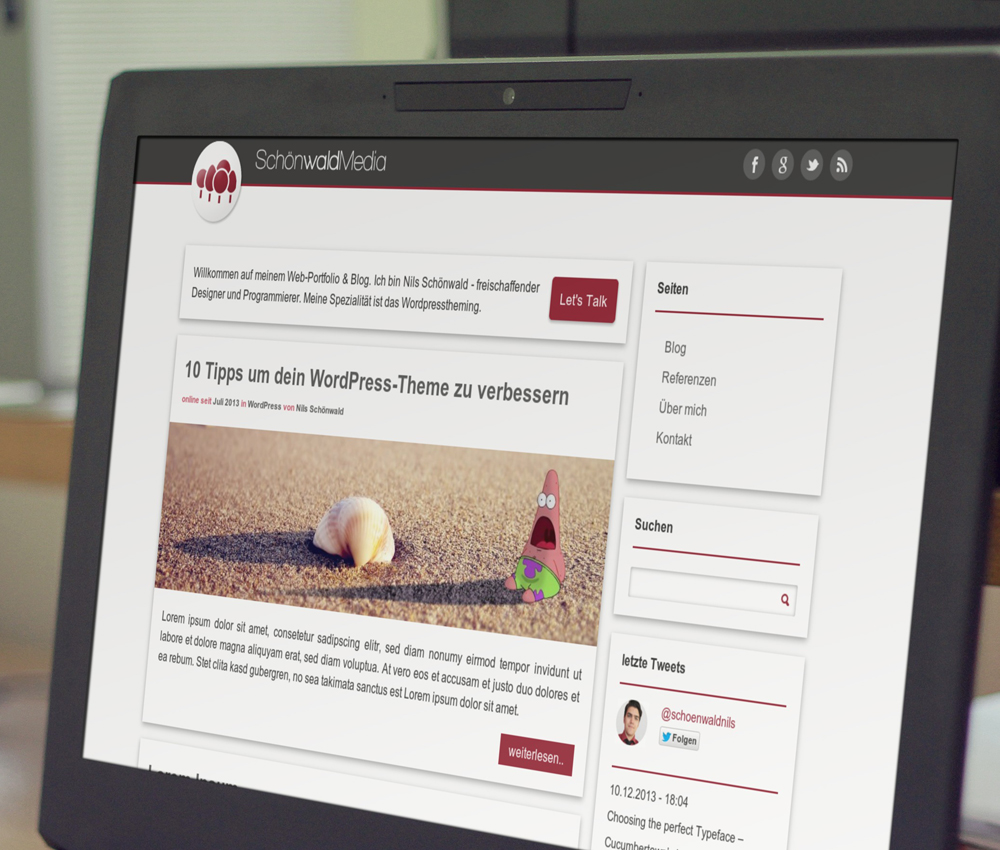 SchönwaldMedia
Willkommen auf meinem Web-Portfolio & Blog. Ich bin Nils Schönwald - freischaffender
Designer und Programmierer. Meine Spezialität ist das Wordpresstheming.
Let's Talk
10 Tipps um dein WordPress-Theme zu verbessern
online seit Juli 2013 in WordPress von Nils Schönwald
Lorem ipsum dolor sit amet, consetetur sadipscing elitr, sed diam nonumy eirmod tempor invidunt ut
labore et dolore magna aliquyam erat, sed diam voluptua. At vero eos et accusam et justo duo dolores et
ea rebum. Stet clita kasd gubergren, no sea takimata sanctus est Lorem ipsum dolor sit amet.
weiterlesen..
Seiten
Blog
Referenzen
Über mich
Kontakt
Suchen
letzte Tweets
@schoenwaldnils
Folgen
10.12.2013 - 18:04
Choosing the perfect Typeface –